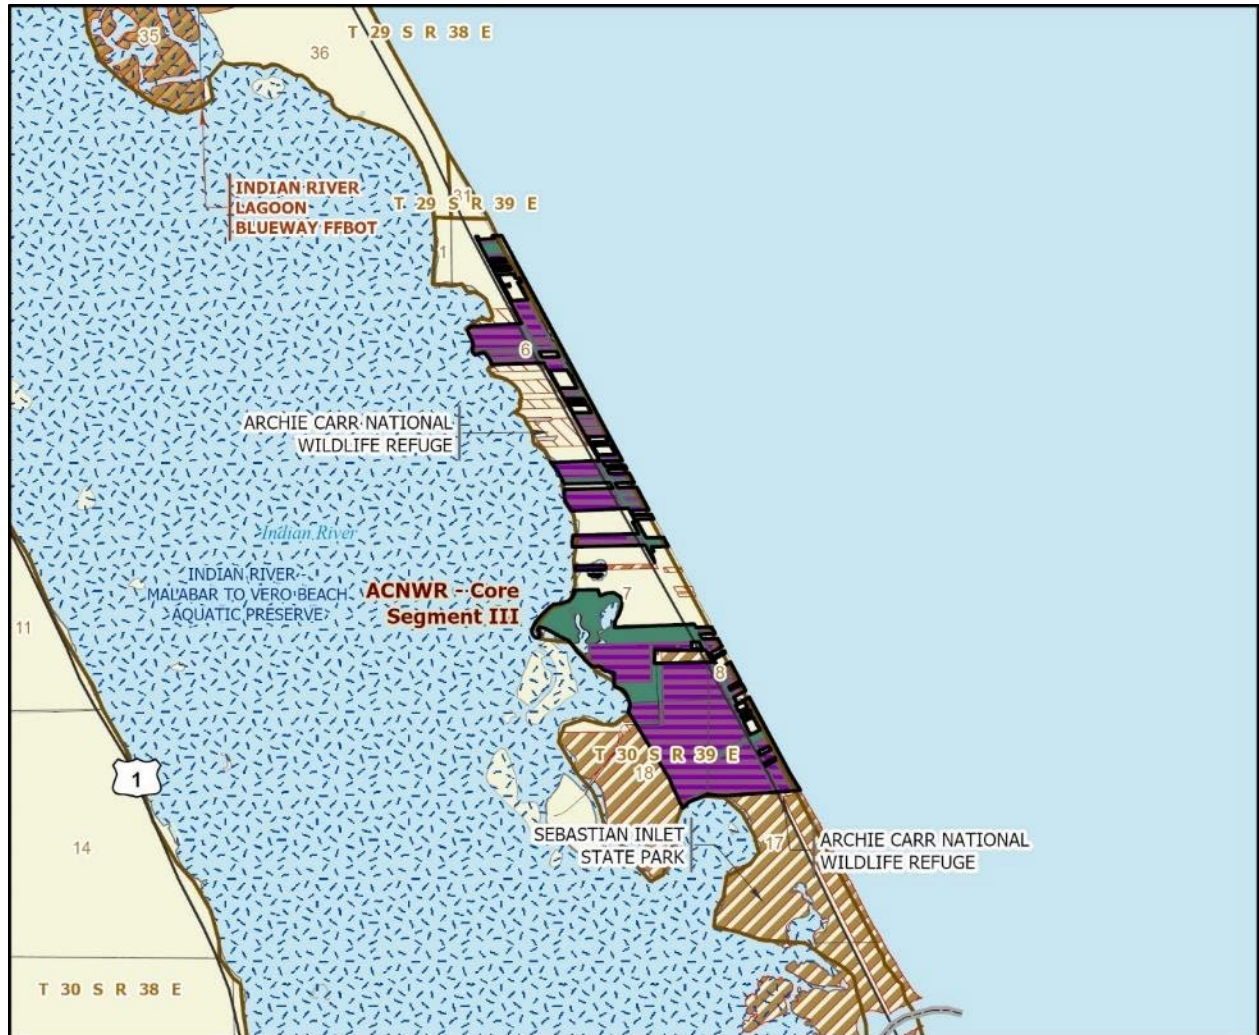 35
T 29 S R 38 E
36
INDIAN RIVER
LAGOON
BLUEWAY FFBOT
31
T 29 S R 39 E
1
6
ARCHIE CARR NATIONAL
WILDLIFE REFUGE
Indian River
INDIAN RIVER -
MALABAR TO VERO BEACH
AQUATIC PRESERVE
ACNWR - Core
Segment III
7
11
8
T 30 S R 39 E
18
1
SEBASTIAN INLET
STATE PARK
17
ARCHIE CARR NATIONAL
WILDLIFE REFUGE
14
T 30 S R 38 E